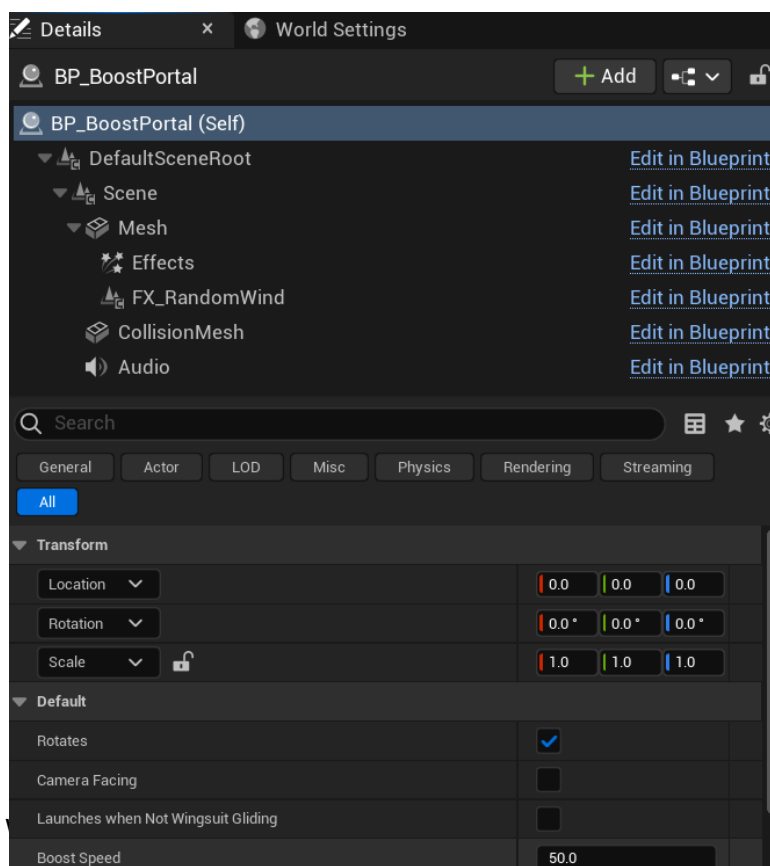 Details × World Settings
BP_BoostPortal + Add
BP_BoostPortal (Self)
DefaultSceneRoot Edit in Blueprint
Scene Edit in Blueprint
Mesh Edit in Blueprint
Effects Edit in Blueprint
FX_RandomWind Edit in Blueprint
CollisionMesh Edit in Blueprint
Audio Edit in Blueprint
Search
General Actor LOD Misc Physics Rendering Streaming
All
Transform
Location 0.0 0.0 0.0
Rotation 0.0° 0.0° 0.0°
Scale 1.0 1.0 1.0
Default
Rotates
Camera Facing
Launches when Not Wingsuit Gliding
Boost Speed 50.0